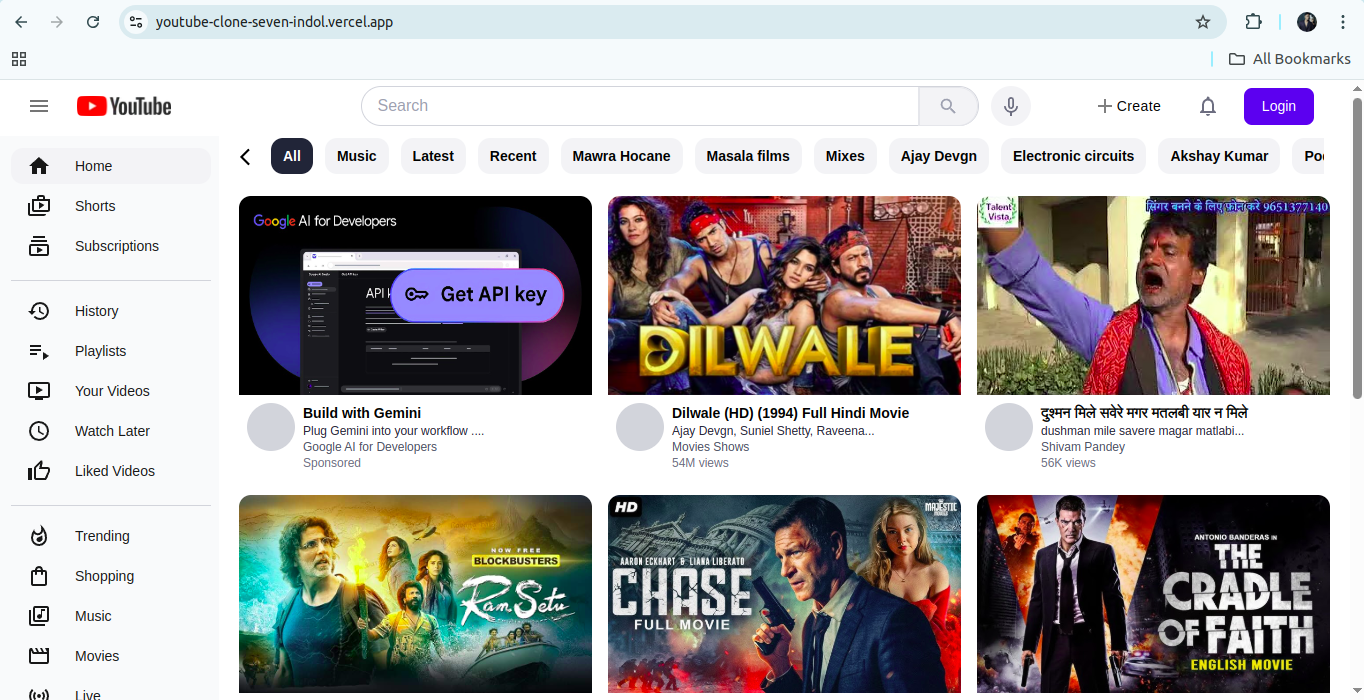 youtube-clone-seven-indol.vercel.app
All Bookmarks
YouTube
Search
Create
Login
Home
Shorts
Subscriptions
History
Playlists
Your Videos
Watch Later
Liked Videos
Trending
Shopping
Music
Movies
Live
All
Music
Latest
Recent
Mawra Hocane
Masala films
Mixes
Ajay Devgn
Electronic circuits
Akshay Kumar
Google AI for Developers
Get API key
Build with Gemini
Plug Gemini into your workflow ....
Google AI for Developers
Sponsored
DILWALE
Dilwale (HD) (1994) Full Hindi Movie
Ajay Devgn, Suniel Shetty, Raveena...
Movies Shows
54M views
Talent
Vista
सिंगर बनने के लिए फ़ोन करे 9651377140
दुश्मन मिले सवेरे मगर मतलबी यार न मिले
dushman mile savere magar matlabi...
Shivam Pandey
56K views
NOW FREE
BLOCKBUSTERS
Ram Setu
HD
THE
MAJESTIC
AARON ECKHART & LIANA LIBERATO
CHASE
FULL MOVIE
ANTONIO BANDERAS IN
THE
CRADLE
OF FAITH
ENGLISH MOVIE